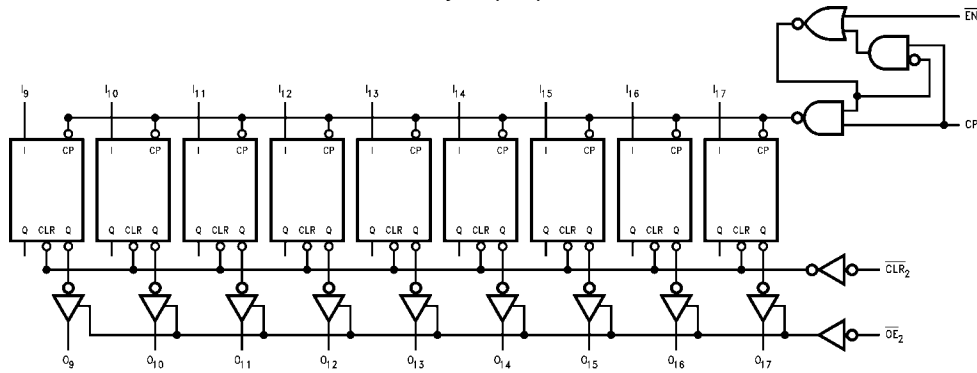 EN
I9 I10 I11 I12 I13 I14 I15 I16 I17
CP
I CP I CP I CP I CP I CP I CP I CP I CP I CP
Q CLR Q Q CLR Q Q CLR Q Q CLR Q Q CLR Q Q CLR Q Q CLR Q Q CLR Q Q CLR Q
CLR2
OE2
O9 O10 O11 O12 O13 O14 O15 O16 O17